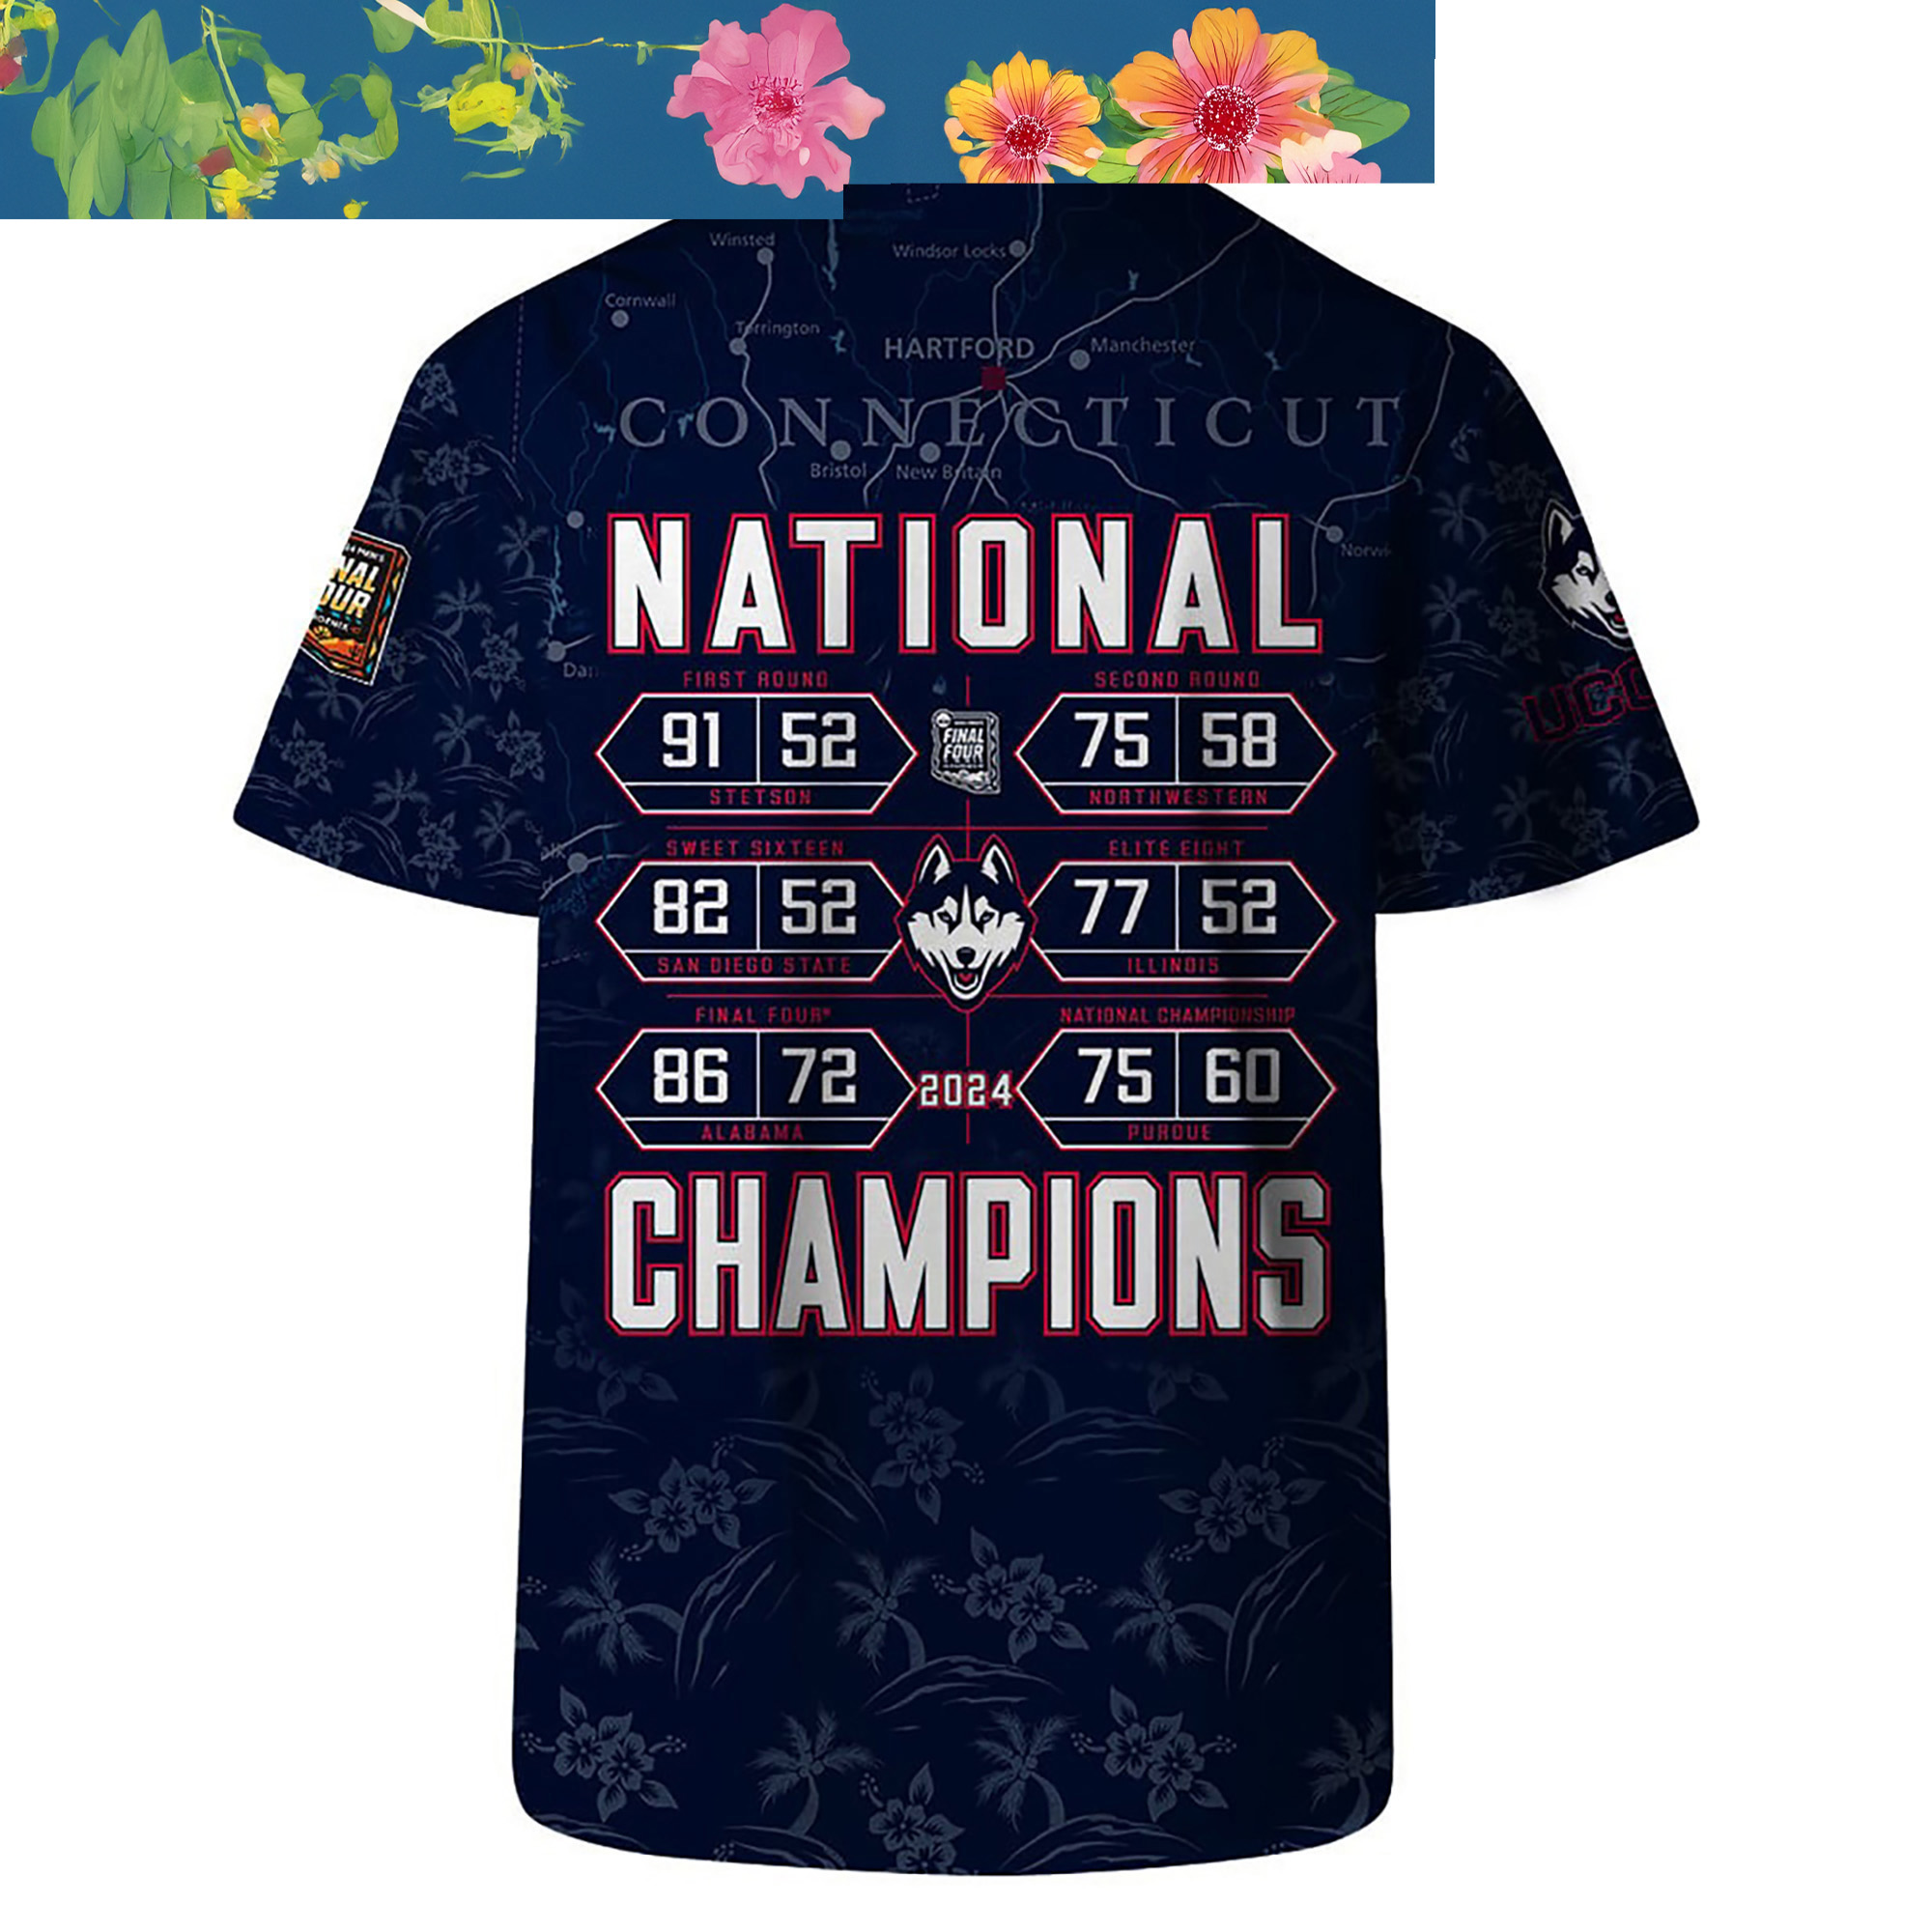 Winsted
Windsor Locks
Cornwall
Torrington
HARTFORD
Manchester
CONNECTICUT
Bristol
New Britain
NATIONAL
FIRST ROUND
SECOND ROUND
91 52
FINAL
FOUR
75 58
STETSON
NORTHWESTERN
SWEET SIXTEEN
ELITE EIGHT
82 52
77 52
SAN DIEGO STATE
ILLINOIS
FINAL FOUR®
NATIONAL CHAMPIONSHIP
86 72
2024
75 60
ALABAMA
PURDUE
CHAMPIONS